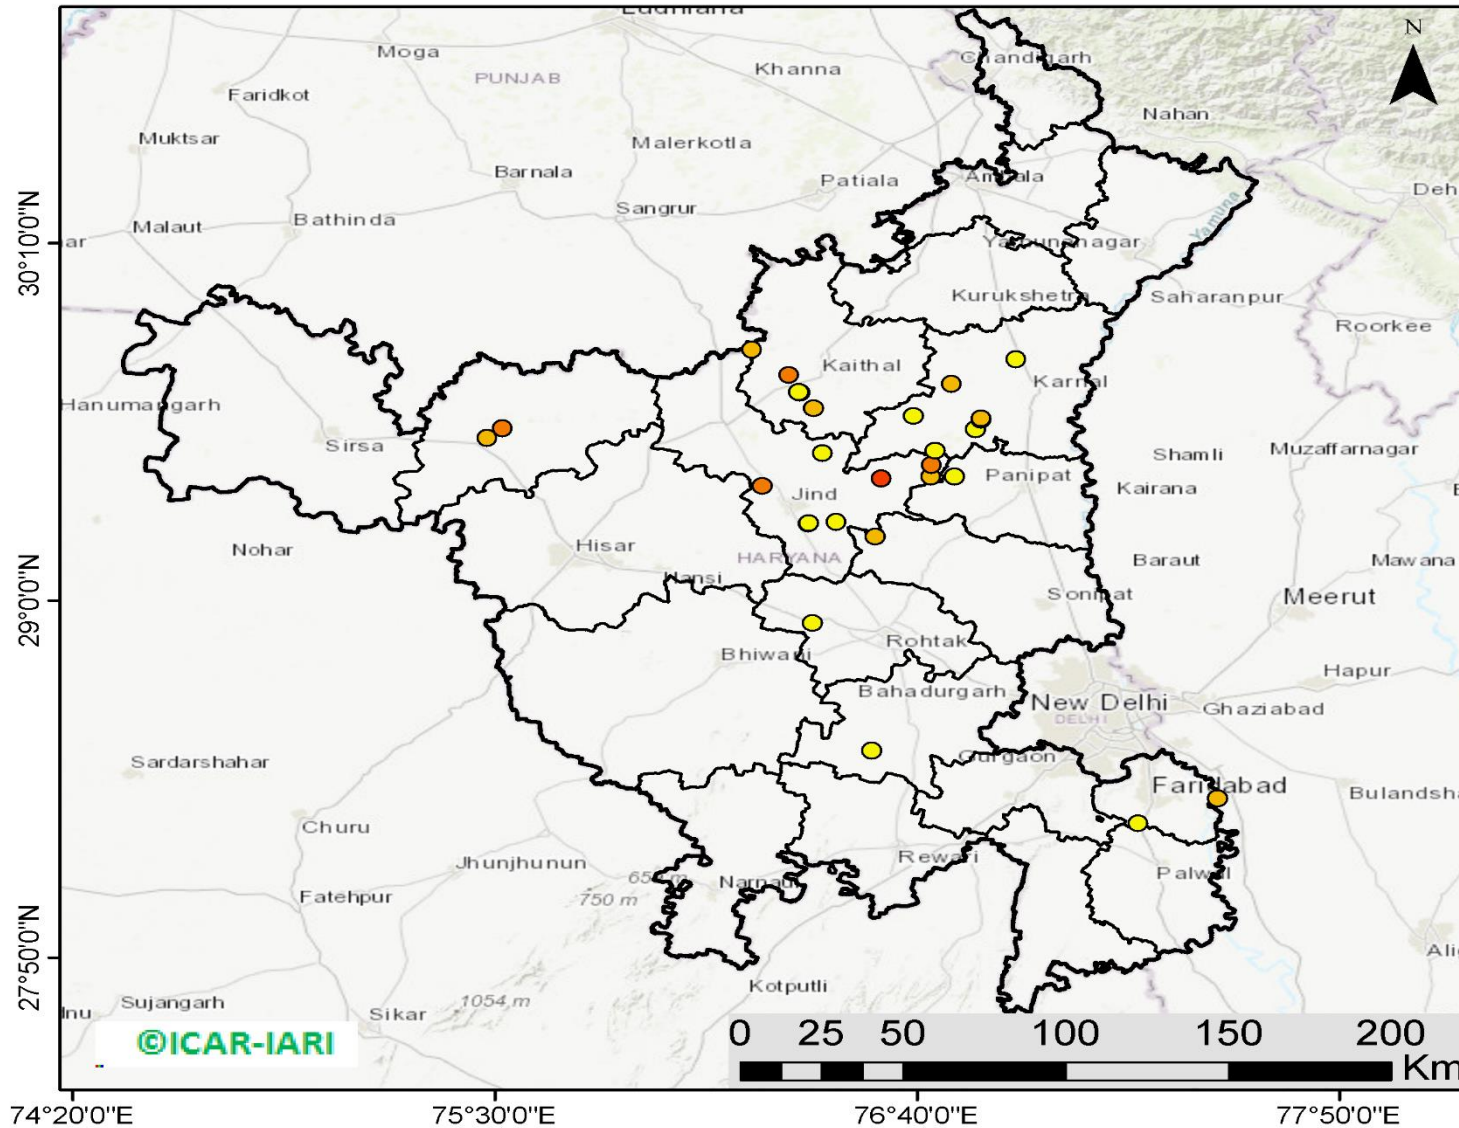 Ludhiana
N
Moga
Chandigarh
Khanna
PUNJAB
Faridkot
Nahan
Muktsar
Malerkotla
Barnala
Patiala
Ambala
Deh
Sangrur
Malaut
Bathinda
Yamuna
ar
Yamunanagar
30°10'0"N
Kurukshetra
Saharanpur
Roorkee
Kaithal
Karnal
Hanumangarh
Sirsa
Muzaffarnagar
Shamli
Panipat
Kairana
Jind
Nohar
Hisar
HARYANA
Baraut
Mawana
Hansi
29°0'0"N
Sonipat
Meerut
Rohtak
Bhiwani
Hapur
Bahadurgarh
New Delhi
DELHI
Ghaziabad
Gurgaon
Sardarshahar
Faridabad
Bulandsha
Churu
Jhunjhunun
Rewari
Palwal
Narnaul
Fatehpur
750 m
27°50'0"N
Ali
Kotputli
1054 m
Sujangarh
Sikar
©ICAR-IARI
0 25 50 100 150 200
Km
74°20'0"E 75°30'0"E 76°40'0"E 77°50'0"E